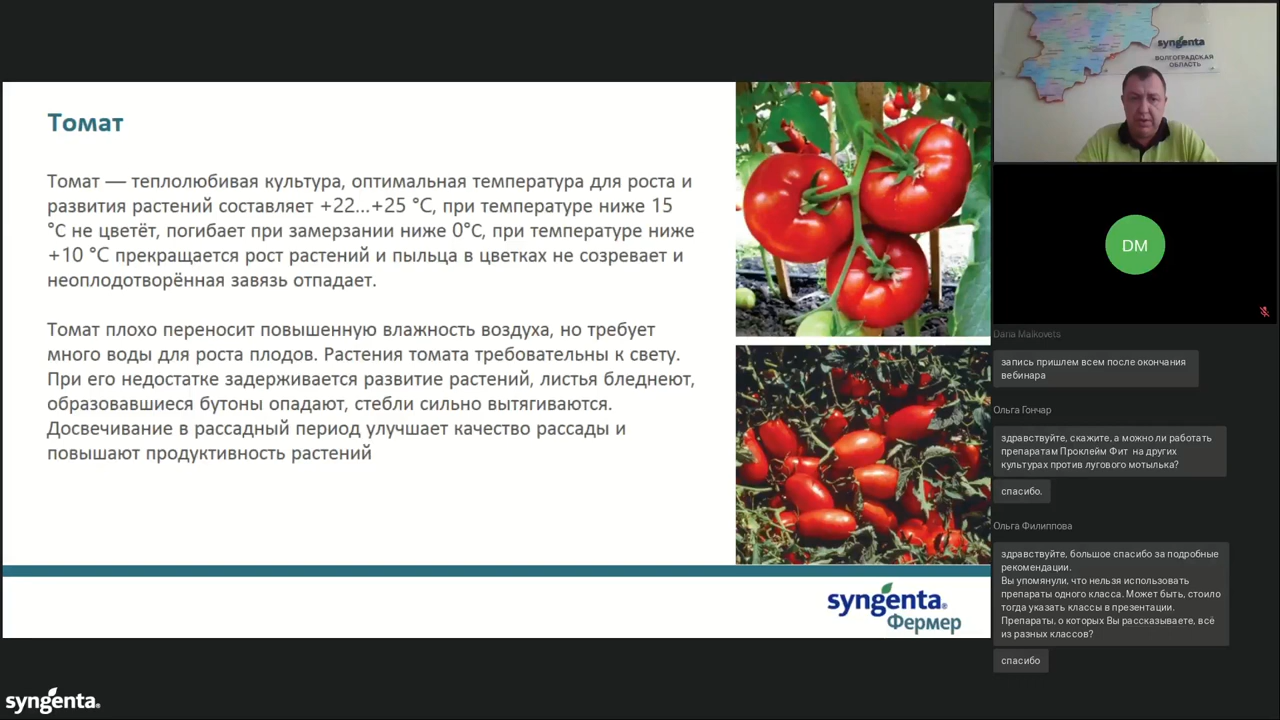 Томат
Томат — теплолюбивая культура, оптимальная температура для роста и
развития растений составляет +22...+25 °C, при температуре ниже 15
°C не цветёт, погибает при замерзании ниже 0°C, при температуре ниже
+10 °C прекращается рост растений и пыльца в цветках не созревает и
неоплодотворённая завязь отпадает.
Томат плохо переносит повышенную влажность воздуха, но требует
много воды для роста плодов. Растения томата требовательны к свету.
При его недостатке задерживается развитие растений, листья бледнеют,
образовавшиеся бутоны опадают, стебли сильно вытягиваются.
Досвечивание в рассадный период улучшает качество рассады и
повышают продуктивность растений
syngenta®
Фермер
syngenta®
syngenta
ВОЛГОГРАДСКАЯ
ОБЛАСТЬ
DM
Daria Maikovets
запись пришлем всем после окончания
вебинара
Ольга Гончар
здравствуйте, скажите, а можно ли работать
препаратам Проклейм Фит на других
культурах против лугового мотылька?
спасибо.
Ольга Филиппова
здравствуйте, большое спасибо за подробные
рекомендации.
Вы упомянули, что нельзя использовать
препараты одного класса. Может быть, стоило
тогда указать классы в презентации.
Препараты, о которых Вы рассказываете, всё
из разных классов?
спасибо